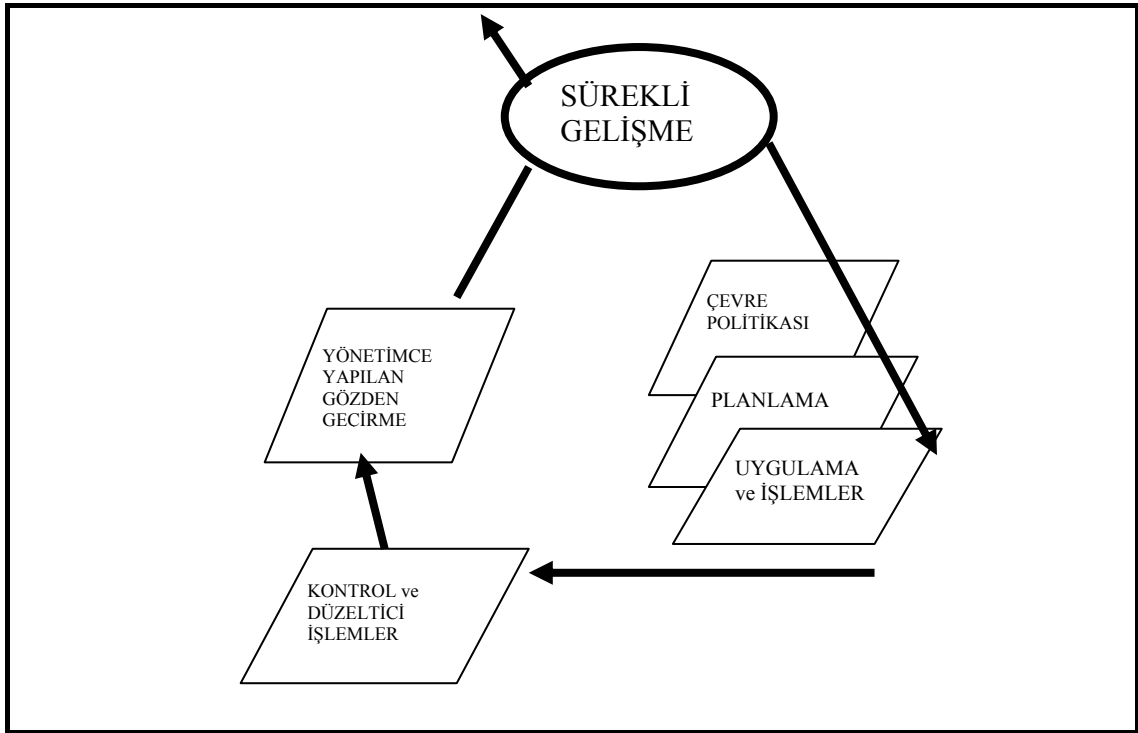 SÜREKLİ
GELİŞME
ÇEVRE
POLİTİKASI
PLANLAMA
UYGULAMA
ve İŞLEMLER
KONTROL ve
DÜZELTİCİ
İŞLEMLER
YÖNETİMCE
YAPILAN
GÖZDEN
GECİRME